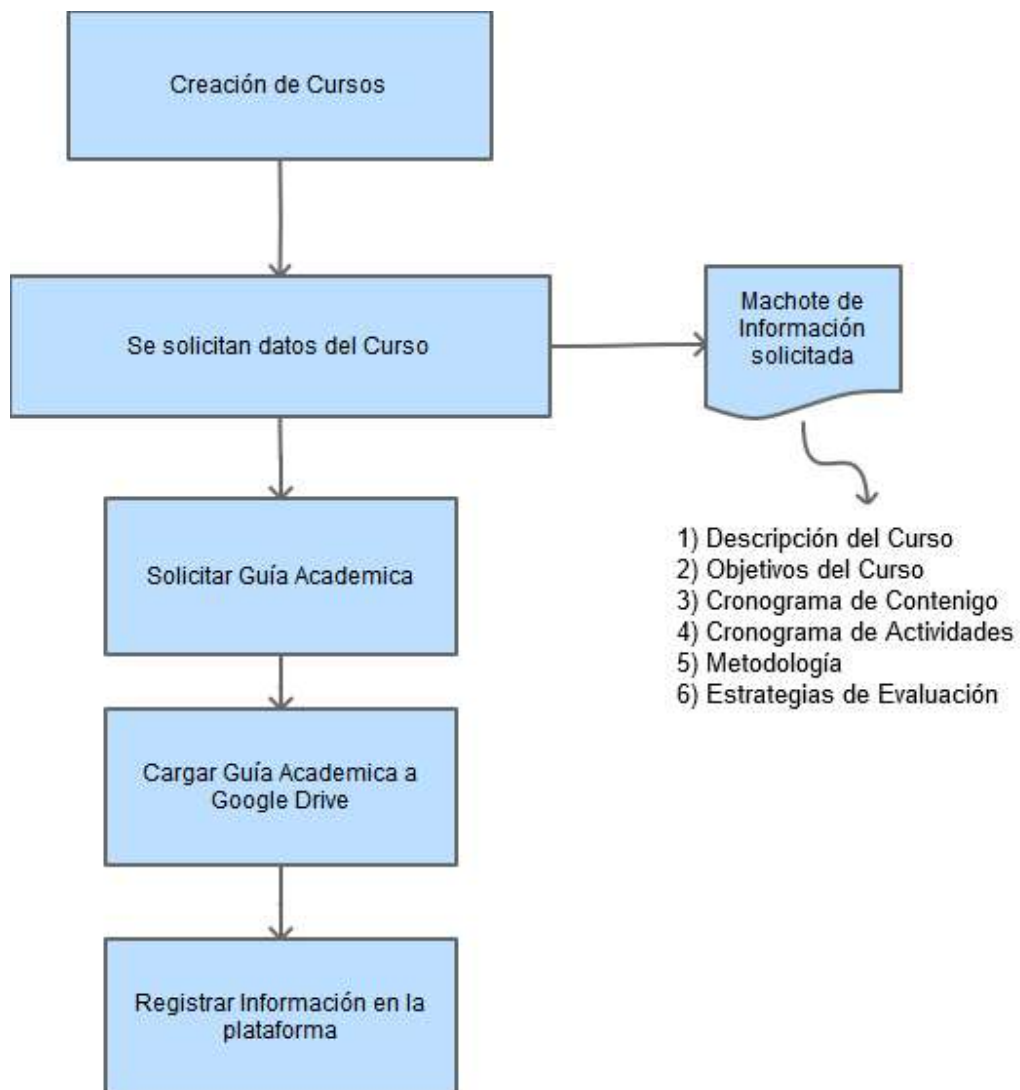 Creación de Cursos
Se solicitan datos del Curso
Machote de
Información
solicitada
Solicitar Guía Academica
1) Descripción del Curso
2) Objetivos del Curso
3) Cronograma de Contenigo
4) Cronograma de Actividades
5) Metodología
6) Estrategias de Evaluación
Cargar Guía Academica a
Google Drive
Registrar Información en la
plataforma